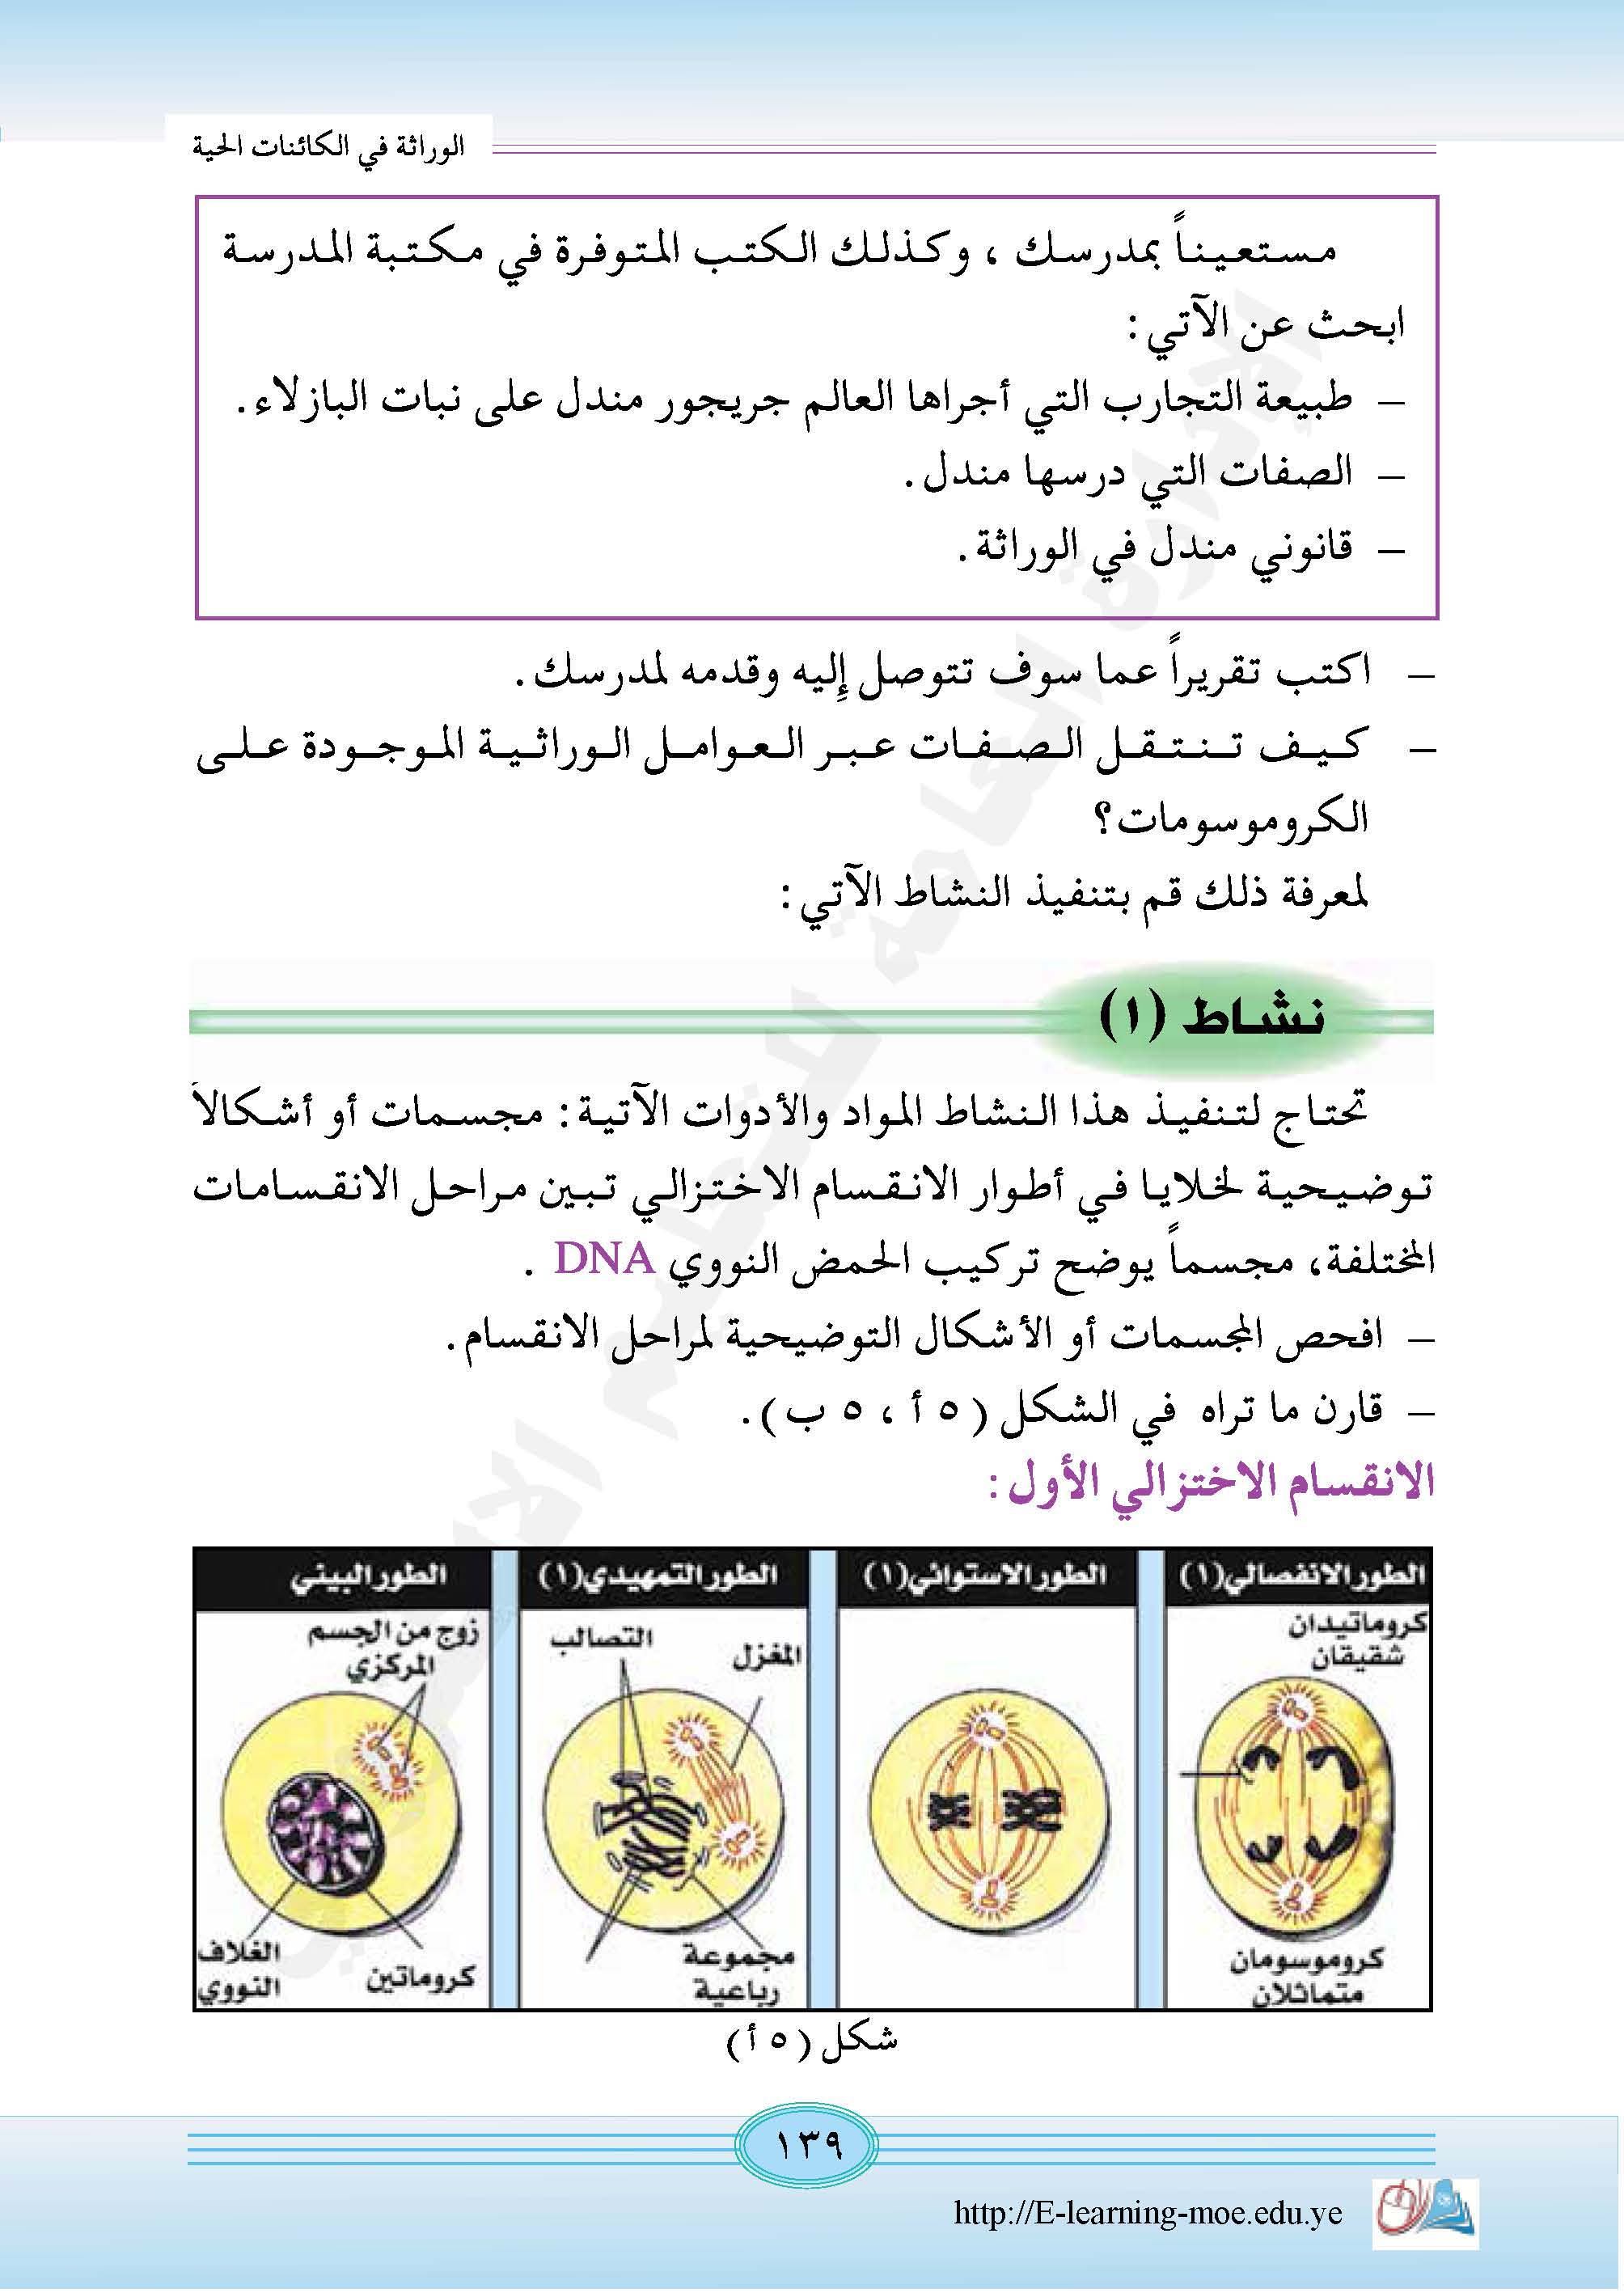 الوراثة في الكائنات الحية
مستعيناً بمدرسك ، وكذلك الكتب المتوفرة في مكتبة المدرسة
ابحث عن الآتي :
– طبيعة التجارب التي أجراها العالم جريجور مندل على نبات البازلاء .
– الصفات التي درسها مندل .
– قانوني مندل في الوراثة .
– اكتب تقريراً عما سوف تتوصل إليه وقدمه لمدرسك .
– كيف تنتقل الصفات عبر العوامل الوراثية الموجودة على
الكروموسومات؟
لمعرفة ذلك قم بتنفيذ النشاط الآتي :
نشاط (١)
تحتاج لتنفيذ هذا النشاط المواد والأدوات الآتية : مجسمات أو أشكالاً
توضيحية لخلايا في أطوار الانقسام الاختزالي تبين مراحل الانقسامات
المختلفة، مجسماً يوضح تركيب الحمض النووي DNA .
– افحص المجسمات أو الأشكال التوضيحية لمراحل الانقسام .
– قارن ما تراه في الشكل ( ٥ أ ، ٥ ب ) .
الانقسام الاختزالي الأول :
الطور الانفصالي(١)
الطور الاستوائي(١)
الطور التمهيدي(١)
الطور البيني
كروماتيدان
شقيقان
كروموسومان
متماثلان
المغزل
التصالب
مجموعة
رباعية
زوج من الجسم
المركزي
كروماتين
الغلاف
النووي
شكل ( ٥ أ )
١٣٩
http://E-learning-moe.edu.ye
الإدارة العامة للتعليم الإلكتروني